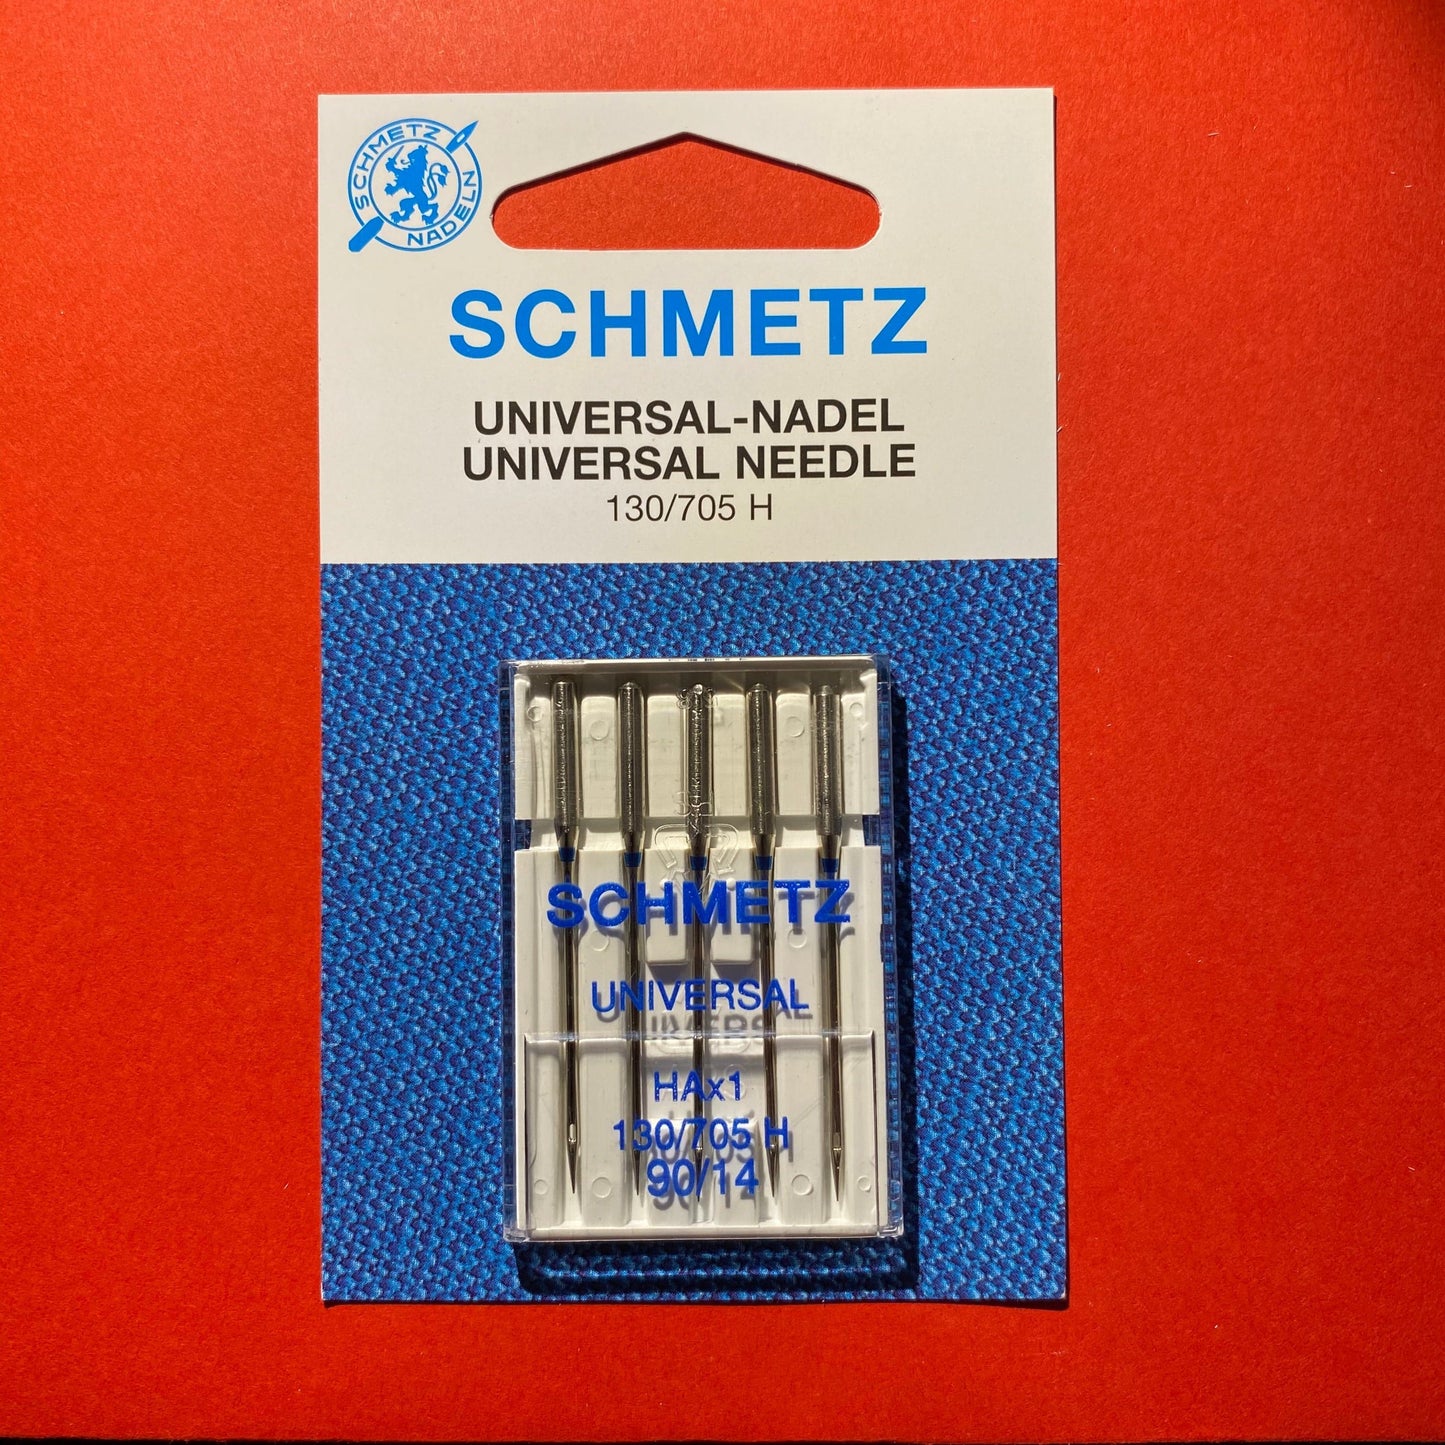 SCHMETZ
NADELN
SCHMETZ
UNIVERSAL-NADEL
UNIVERSAL NEEDLE
130/705 H
SCHMETZ
UNIVERSAL
HAx1
130/705 H
90/14